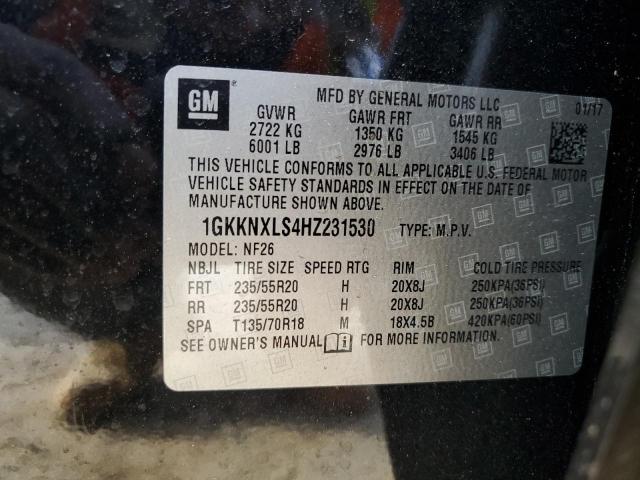 GM
MFD BY GENERAL MOTORS LLC 01/17
GVWR GAWR FRT GAWR RR
2722 KG 1350 KG 1545 KG
6001 LB 2976 LB 3406 LB
THIS VEHICLE CONFORMS TO ALL APPLICABLE U.S. FEDERAL MOTOR
VEHICLE SAFETY STANDARDS IN EFFECT ON THE DATE OF
MANUFACTURE SHOWN ABOVE.
1GKKNXLS4HZ231530 TYPE: M.P.V.
MODEL: NF26
NBJL TIRE SIZE SPEED RTG RIM COLD TIRE PRESSURE
FRT 235/55R20 H 20X8J 250KPA(36PSI)
RR 235/55R20 H 20X8J 250KPA(36PSI)
SPA T135/70R18 M 18X4.5B 420KPA(60PSI)
SEE OWNER'S MANUAL i FOR MORE INFORMATION.